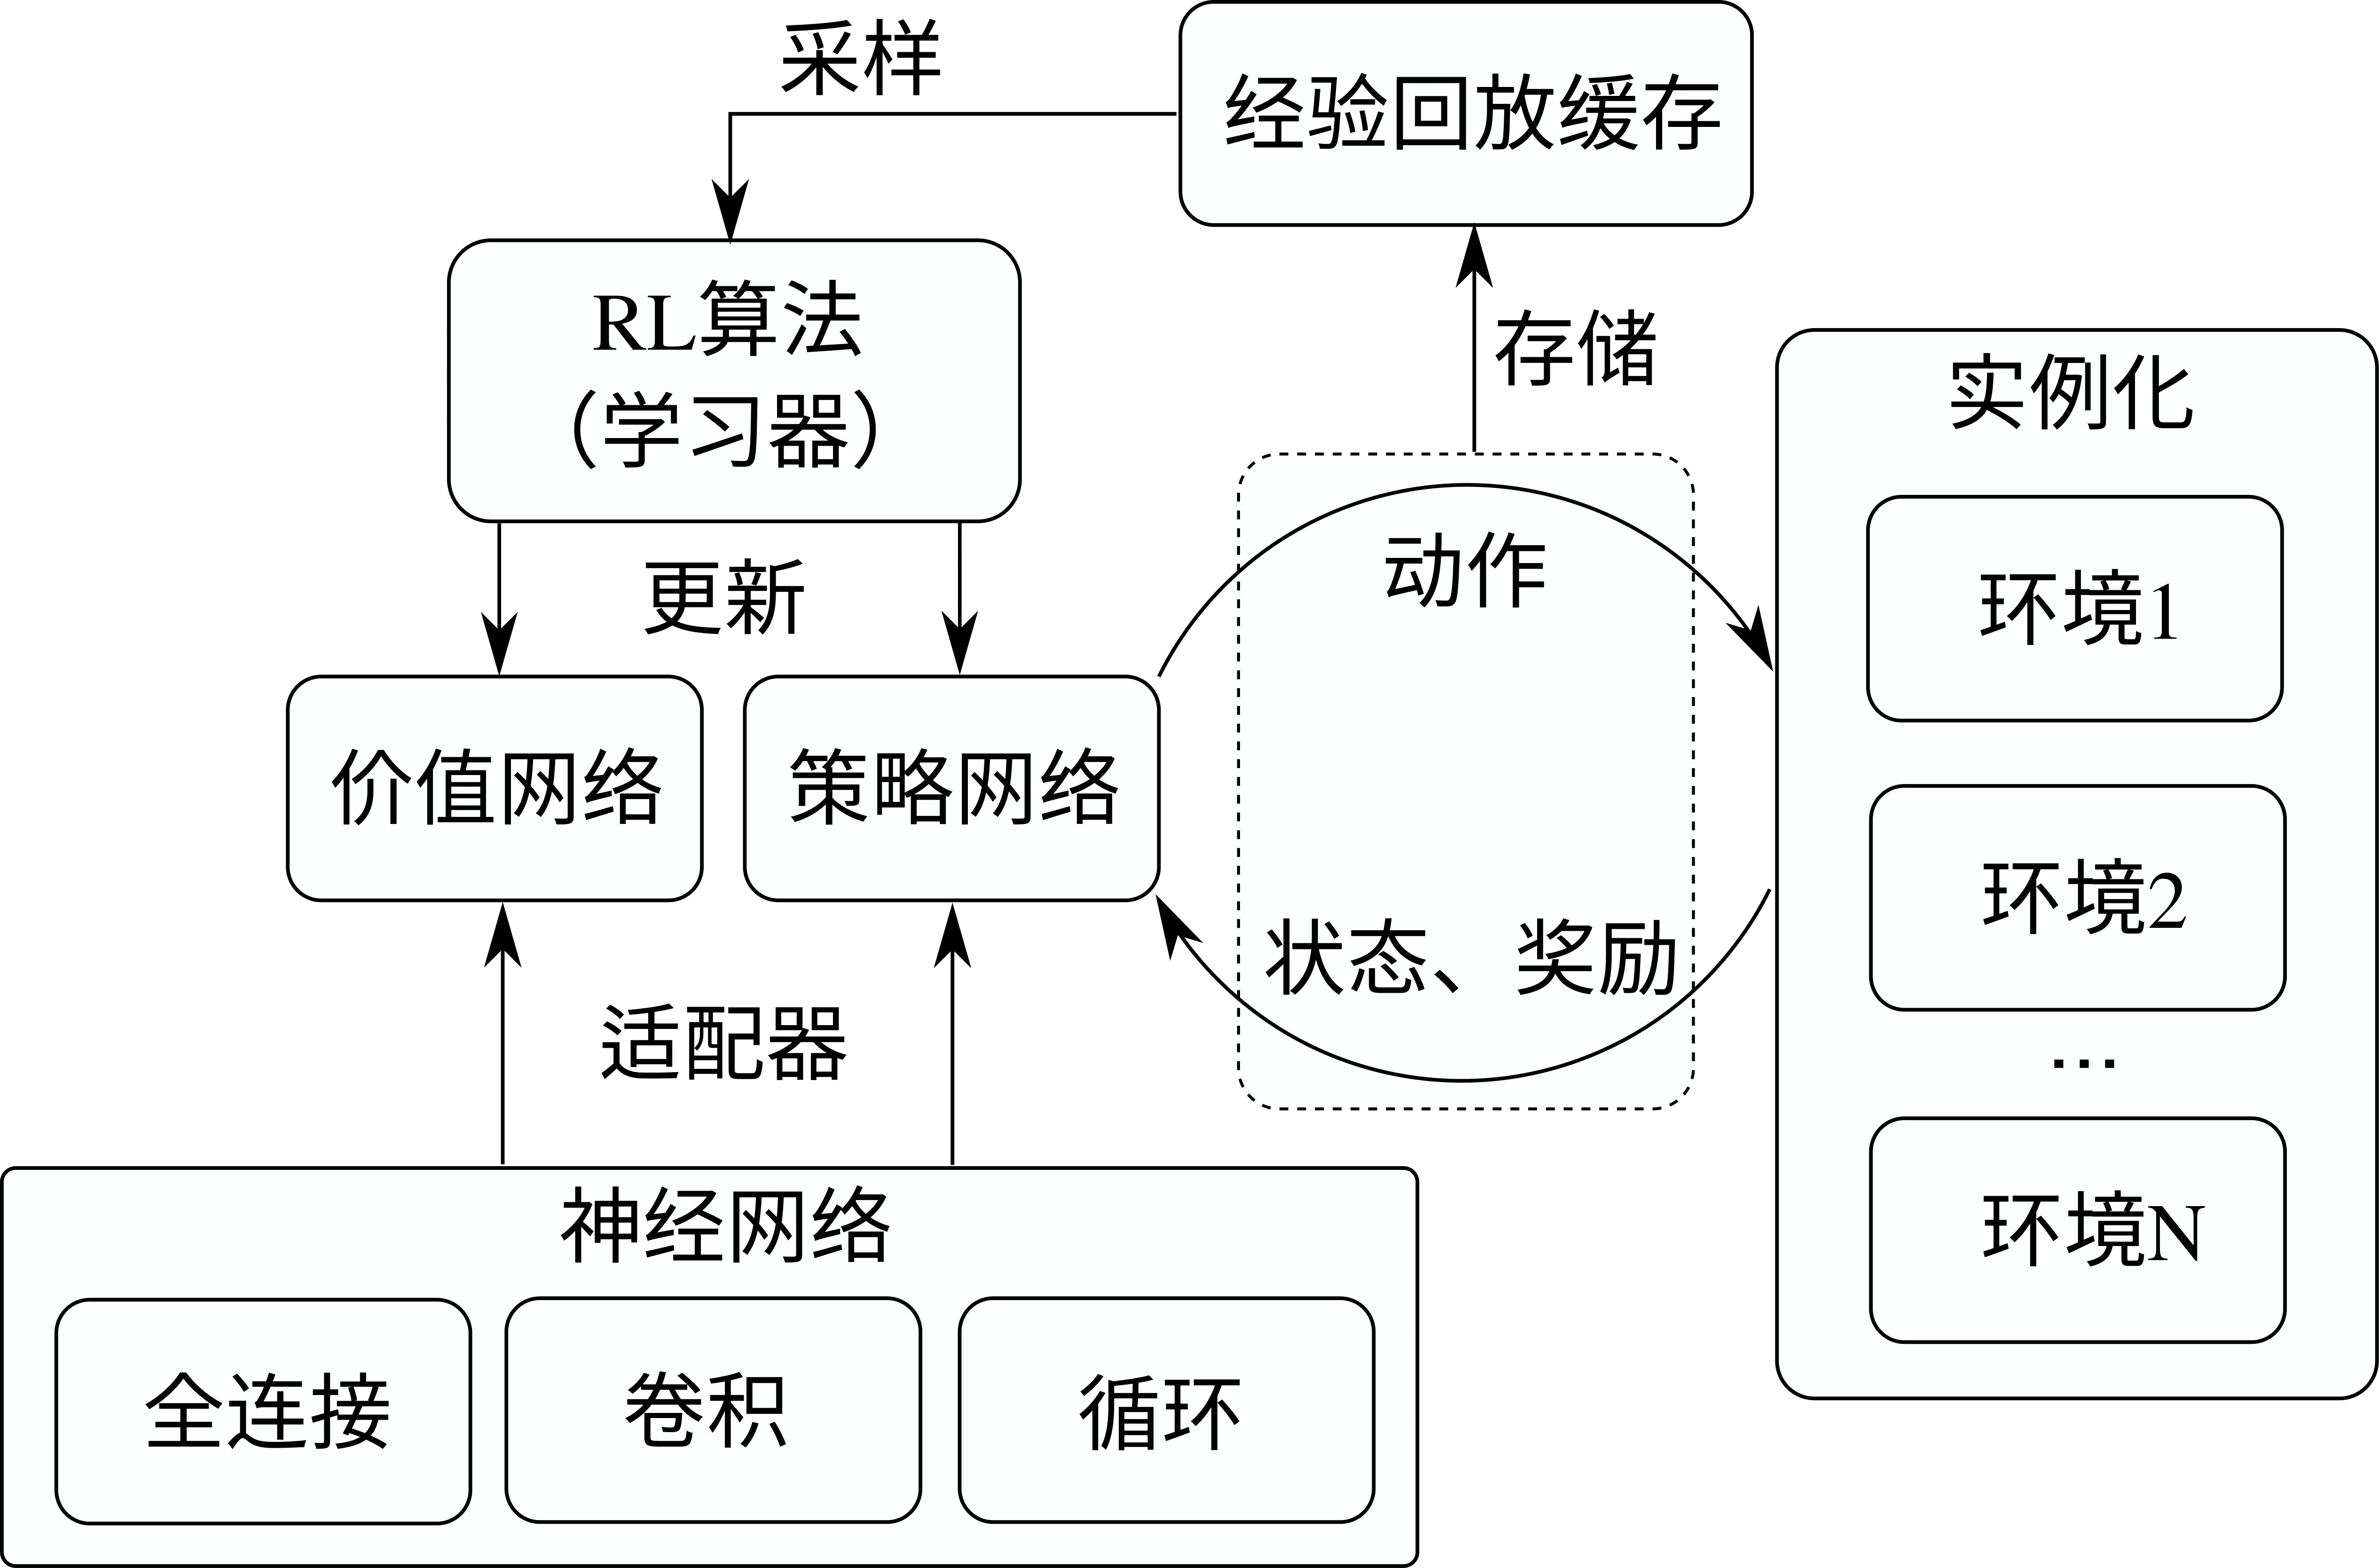 采样
经验回放缓存
RL算法
（学习器）
存储
实例化
更新
动作
环境1
价值网络
策略网络
状态、奖励
环境2
...
适配器
环境N
神经网络
全连接
卷积
循环